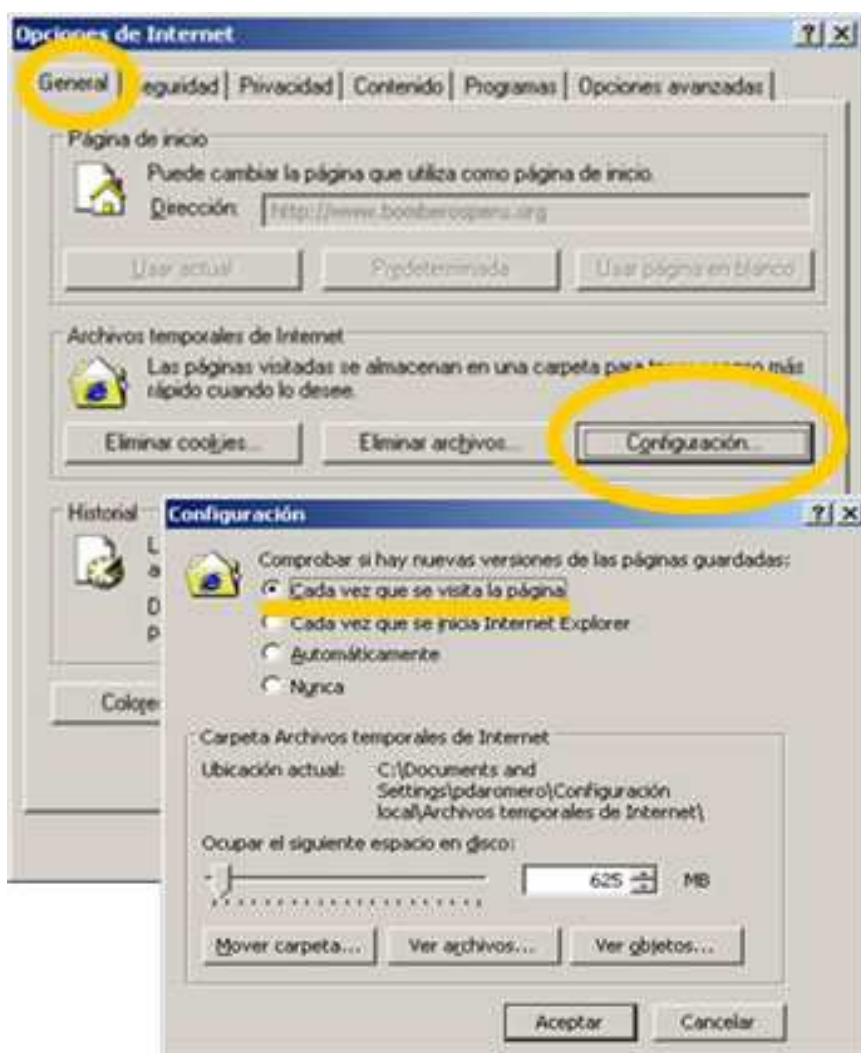 Opciones de Internet
General
eguridad
Privacidad
Contenido
Programas
Opciones avanzadas
Página de inicio
Puede cambiar la página que utiliza como página de inicio.
Dirección: http://www.bomberosperu.org
Usar actual
Predeterminada
Usar página en blanco
Archivos temporales de Internet
Las páginas visitadas se almacenan en una carpeta para más
rápido cuando lo desee.
Eliminar cookies...
Eliminar archivos...
Configuración...
Historial
L
a
D
p
Colore
Configuración
Comprobar si hay nuevas versiones de las páginas guardadas:
Cada vez que se visita la página
Cada vez que se inicia Internet Explorer
Automáticamente
Nunca
Carpeta Archivos temporales de Internet
Ubicación actual: C:\Documents and
Settings\pdaromero\Configuración
local\Archivos temporales de Internet\
Ocupar el siguiente espacio en disco:
625 MB
Mover carpeta...
Ver archivos...
Ver objetos...
Aceptar
Cancelar